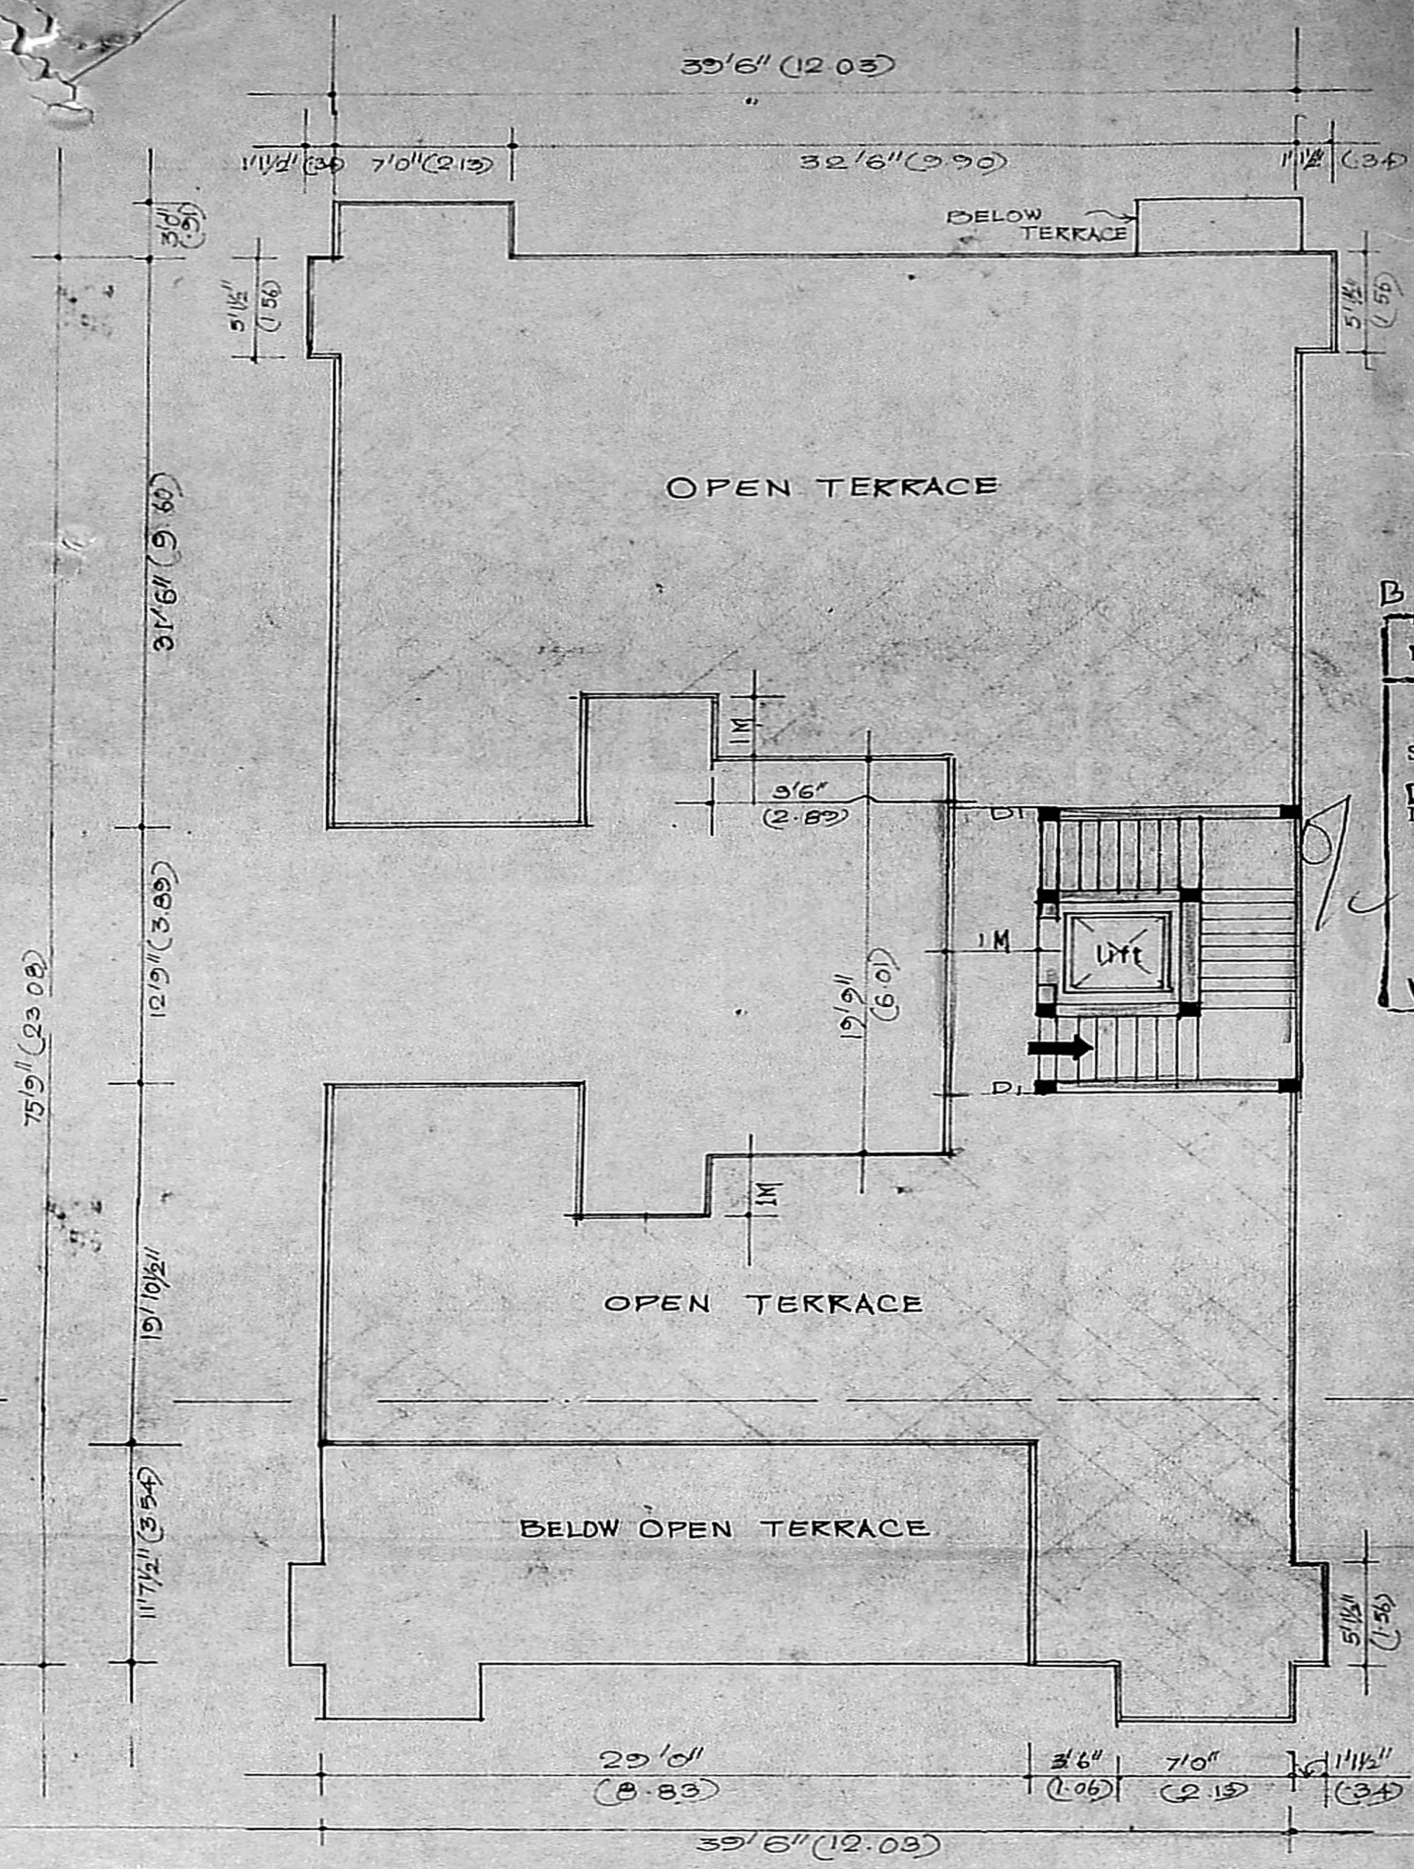 39'6" (12.03)
1'1½" (.34) 7'0" (2.13) 32'6" (9.90) 1'1½" (.34)
3'0"
(.91)
BELOW
TERRACE
5'1½"
(1.56)
5'1½"
(1.56)
OPEN TERRACE
31'6" (9.60)
B
1M
9'6"
(2.89)
D1
12'9" (3.89)
1M
Lift
19'9"
(6.01)
75'9" (23.08)
D1
1M
19'10½"
OPEN TERRACE
BELOW OPEN TERRACE
11'7½" (3.54)
5'1½"
(1.56)
29'0"
(8.83)
3'6"
(1.06)
7'0"
(2.13)
1'1½"
(.34)
39'6" (12.03)